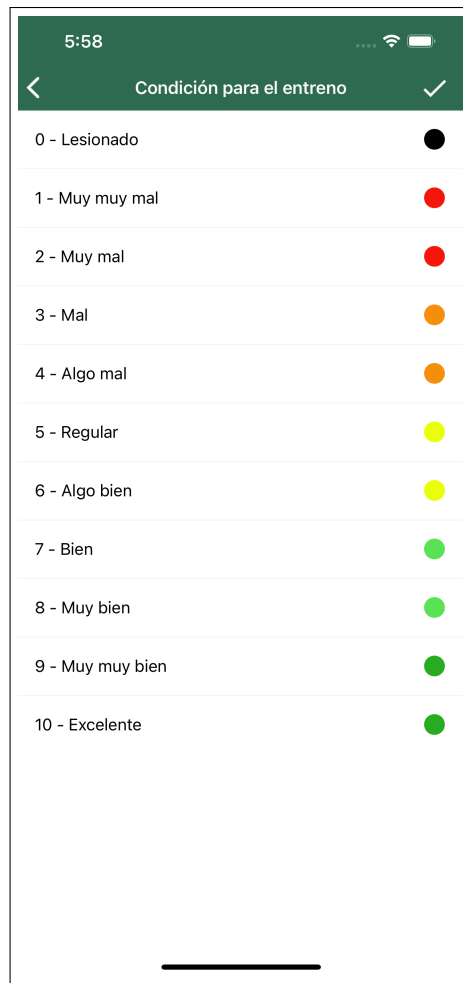 5:58
Condición para el entreno
0 - Lesionado
1 - Muy muy mal
2 - Muy mal
3 - Mal
4 - Algo mal
5 - Regular
6 - Algo bien
7 - Bien
8 - Muy bien
9 - Muy muy bien
10 - Excelente